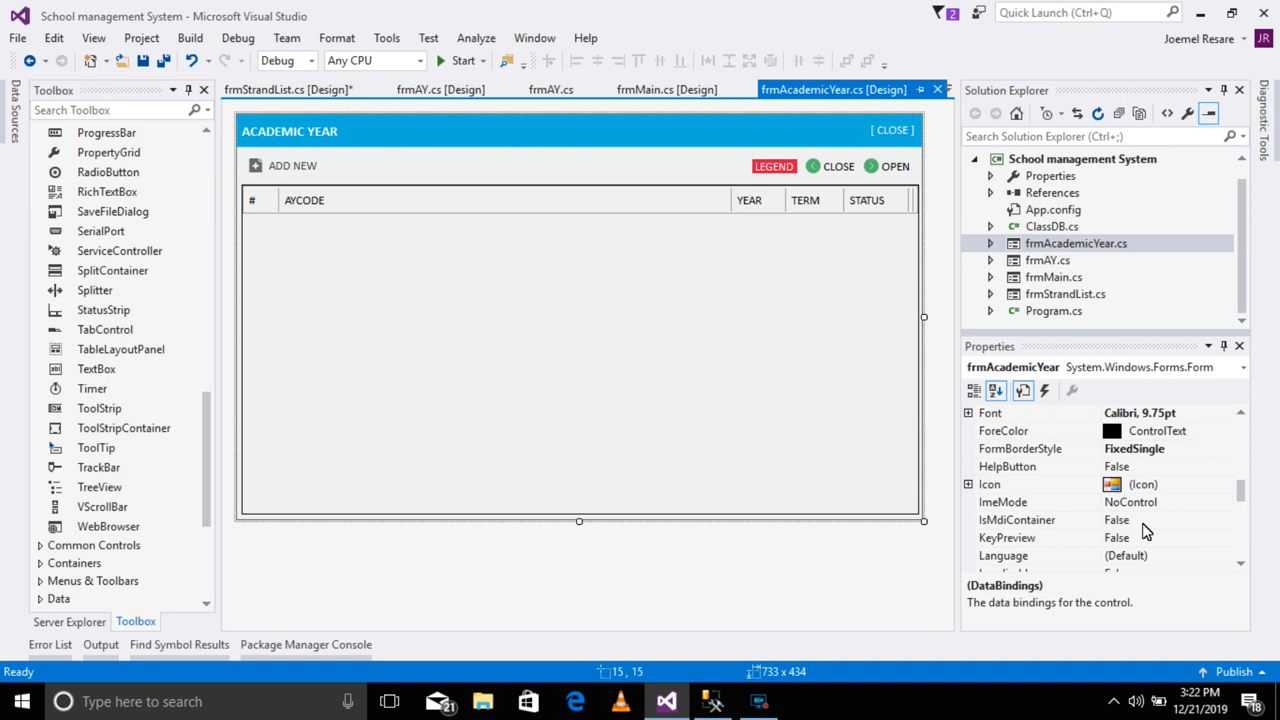 School management System - Microsoft Visual Studio
2
Quick Launch (Ctrl+Q)
File Edit View Project Build Debug Team Format Tools Test Analyze Window Help
Joemel Resare
JR
Debug
Any CPU
Start
Data Sources
Toolbox
Search Toolbox
ProgressBar
PropertyGrid
RadioButton
RichTextBox
SaveFileDialog
SerialPort
ServiceController
SplitContainer
Splitter
StatusStrip
TabControl
TableLayoutPanel
TextBox
Timer
ToolStrip
ToolStripContainer
ToolTip
TrackBar
TreeView
VScrollBar
WebBrowser
Common Controls
Containers
Menus & Toolbars
Data
Server Explorer Toolbox
frmStrandList.cs [Design]* frmAY.cs [Design] frmAY.cs frmMain.cs [Design] frmAcademicYear.cs [Design]
ACADEMIC YEAR
[ CLOSE ]
ADD NEW
LEGEND CLOSE OPEN
# AYCODE YEAR TERM STATUS
Solution Explorer
Search Solution Explorer (Ctrl+;)
School management System
Properties
References
App.config
ClassDB.cs
frmAcademicYear.cs
frmAY.cs
frmMain.cs
frmStrandList.cs
Program.cs
Properties
frmAcademicYear System.Windows.Forms.Form
Font Calibri, 9.75pt
ForeColor ControlText
FormBorderStyle FixedSingle
HelpButton False
Icon (Icon)
ImeMode NoControl
IsMdiContainer False
KeyPreview False
Language (Default)
(DataBindings)
The data bindings for the control.
Diagnostic Tools
Error List Output Find Symbol Results Package Manager Console
Ready
15 , 15
733 x 434
Publish
Type here to search
21
3:22 PM
12/21/2019
18